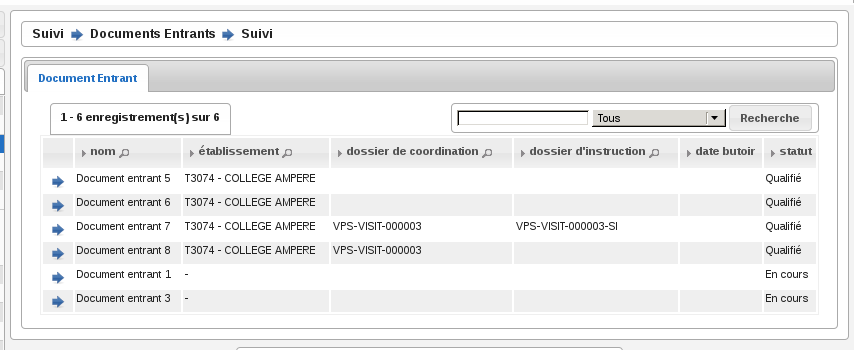 Suivi Documents Entrants Suivi
Document Entrant
1 - 6 enregistrement(s) sur 6 Tous Recherche
nom établissement dossier de coordination dossier d'instruction date butoir statut
Document entrant 5 T3074 - COLLEGE AMPERE Qualifié
Document entrant 6 T3074 - COLLEGE AMPERE Qualifié
Document entrant 7 T3074 - COLLEGE AMPERE VPS-VISIT-000003 VPS-VISIT-000003-SI Qualifié
Document entrant 8 T3074 - COLLEGE AMPERE VPS-VISIT-000003 Qualifié
Document entrant 1 - En cours
Document entrant 3 - En cours